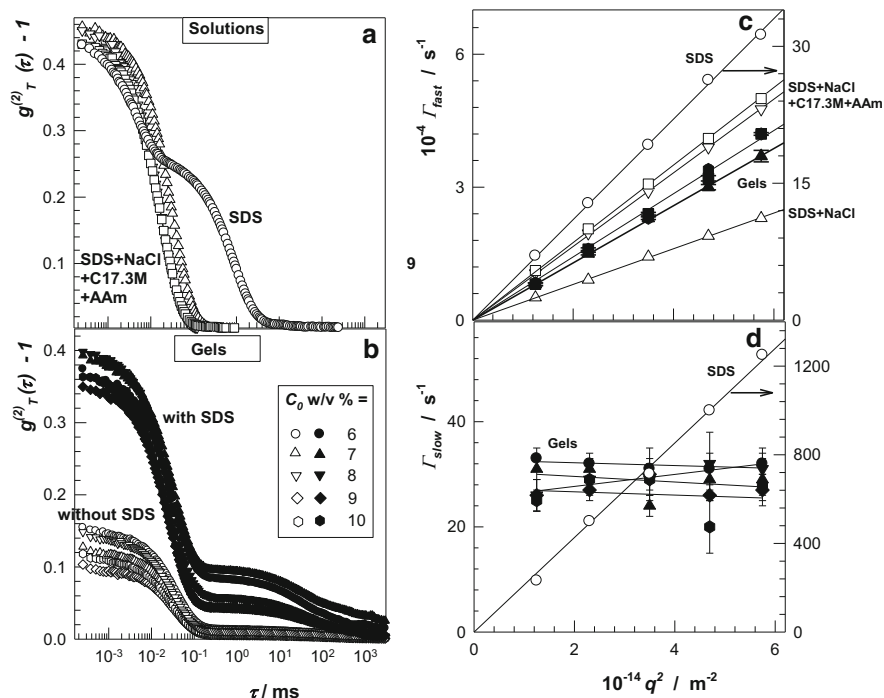 Solutions
a
g(2)T (τ) - 1
0.4
0.3
0.2
0.1
0.0
SDS
SDS+NaCl
+C17.3M
+AAm
Gels
b
g(2)T (τ) - 1
0.4
0.3
0.2
0.1
0.0
with SDS
without SDS
C0 w/v % =
6
7
8
9
10
10-3 10-2 10-1 100 101 102 103
τ / ms
9
c
10-4 Γfast / s-1
6
3
0
30
15
0
SDS
SDS+NaCl
+C17.3M+AAm
Gels
SDS+NaCl
d
Γslow / s-1
40
20
0
1200
800
400
0
SDS
Gels
0 2 4 6
10-14 q2 / m-2